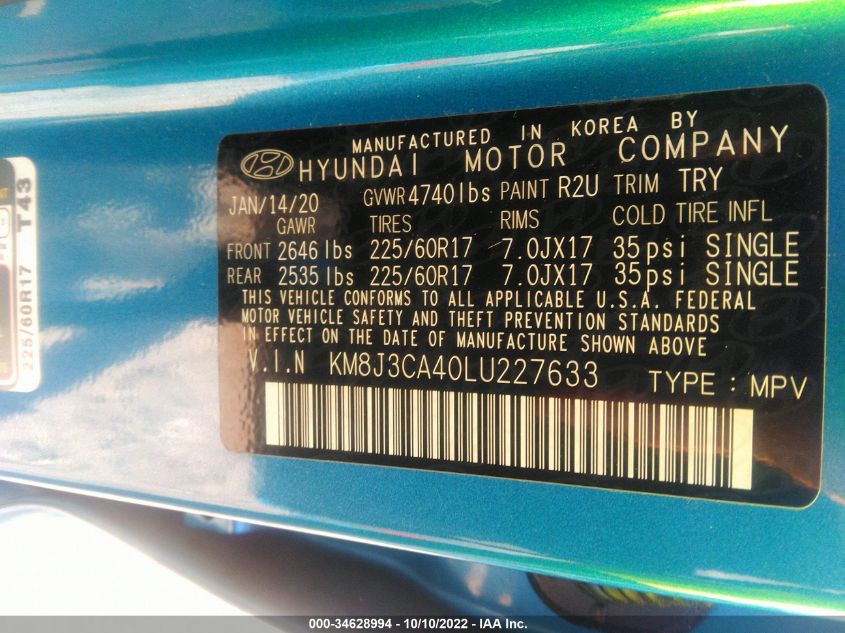 MANUFACTURED IN KOREA BY
HYUNDAI MOTOR COMPANY
JAN/14/20 GVWR 4740 lbs PAINT R2U TRIM TRY
GAWR TIRES RIMS COLD TIRE INFL
FRONT 2646 lbs 225/60R17 7.0JX17 35psi SINGLE
REAR 2535 lbs 225/60R17 7.0JX17 35psi SINGLE
THIS VEHICLE CONFORMS TO ALL APPLICABLE U.S.A. FEDERAL
MOTOR VEHICLE SAFETY AND THEFT PREVENTION STANDARDS
IN EFFECT ON THE DATE OF MANUFACTURE SHOWN ABOVE
V.I.N KM8J3CA40LU227633 TYPE : MPV
225/60R17 T43
000-34628994 - 10/10/2022 - IAA Inc.